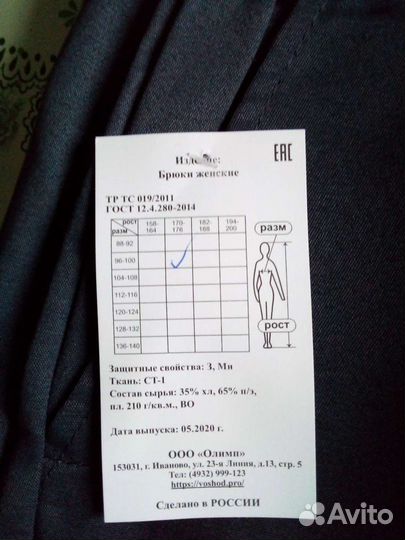 Изделие:
ЕАС
Брюки женские
ТР ТС 019/2011
ГОСТ 12.4.280-2014
рост
разм
158-164 170-176 182-188 194-200
88-92
96-100
104-108
112-116
120-124
128-132
136-140
разм
рост
Защитные свойства: З, Ми
Ткань: СТ-1
Состав сырья: 35% хл, 65% п/э,
пл. 210 г/кв.м., ВО
Дата выпуска: 05.2020 г.
ООО «Олимп»
153031, г. Иваново, ул. 23-я Линия, д.13, стр. 5
Тел: (4932) 999-123
https://voshod.pro/
Сделано в РОССИИ
Avito